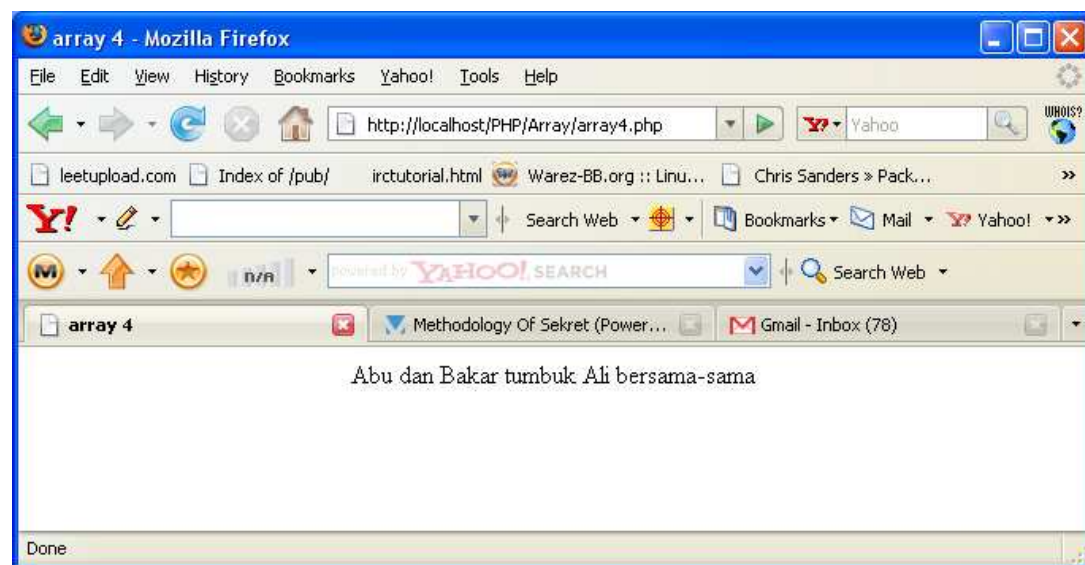 array 4 - Mozilla Firefox
File Edit View History Bookmarks Yahoo! Tools Help
http://localhost/PHP/Array/array4.php Y? Yahoo WHOIS?
leetupload.com Index of /pub/ irctutorial.html Warez-BB.org :: Linu... Chris Sanders » Pack... »
Y! Search Web Bookmarks Mail Y? Yahoo! »
M n/a powered by YAHOO! SEARCH Search Web
array 4 Methodology Of Sekret (Power... Gmail - Inbox (78)
Abu dan Bakar tumbuk Ali bersama-sama
Done